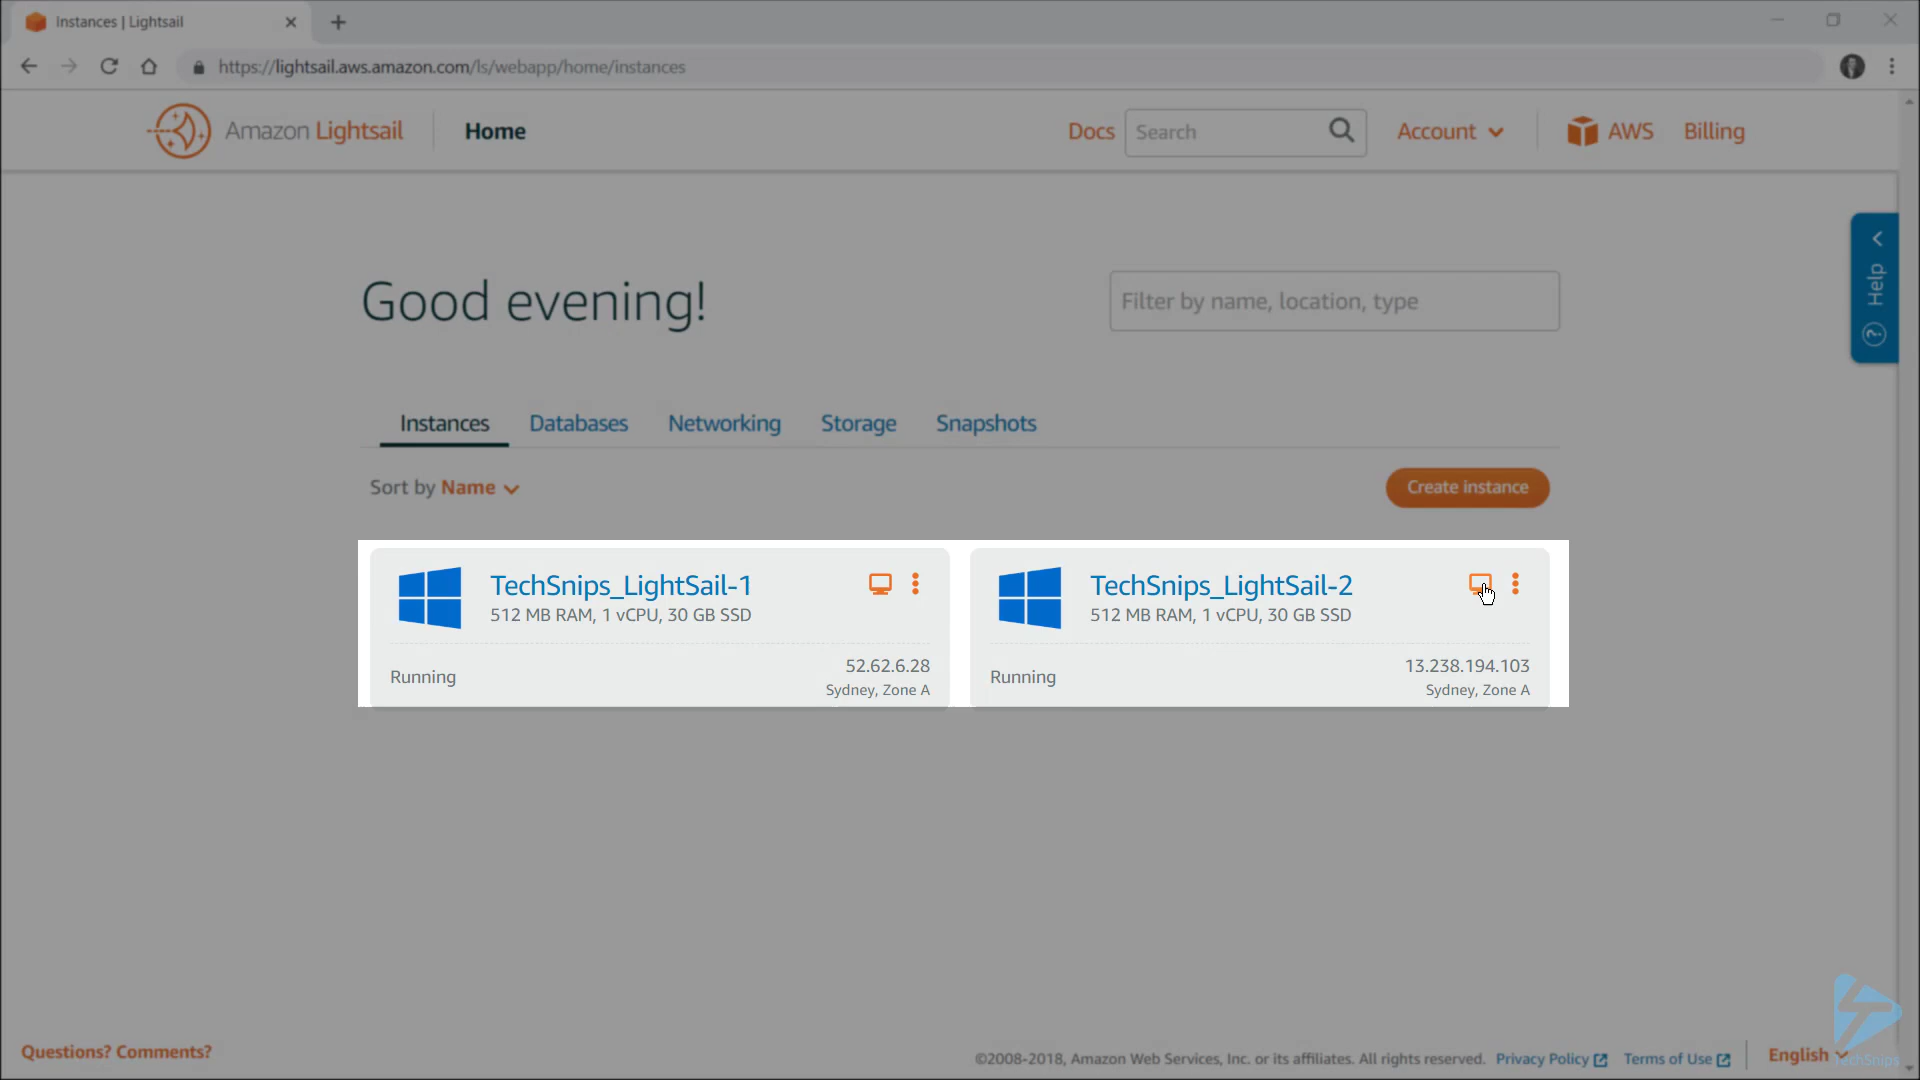 Instances | Lightsail
https://lightsail.aws.amazon.com/ls/webapp/home/instances
Amazon Lightsail
Home
Docs
Search
Account
AWS
Billing
Help
Good evening!
Filter by name, location, type
Instances
Databases
Networking
Storage
Snapshots
Sort by Name
Create instance
TechSnips_LightSail-1
512 MB RAM, 1 vCPU, 30 GB SSD
Running
52.62.6.28
Sydney, Zone A
TechSnips_LightSail-2
512 MB RAM, 1 vCPU, 30 GB SSD
Running
13.238.194.103
Sydney, Zone A
Questions? Comments?
©2008-2018, Amazon Web Services, Inc. or its affiliates. All rights reserved.
Privacy Policy
Terms of Use
English
TechSnips